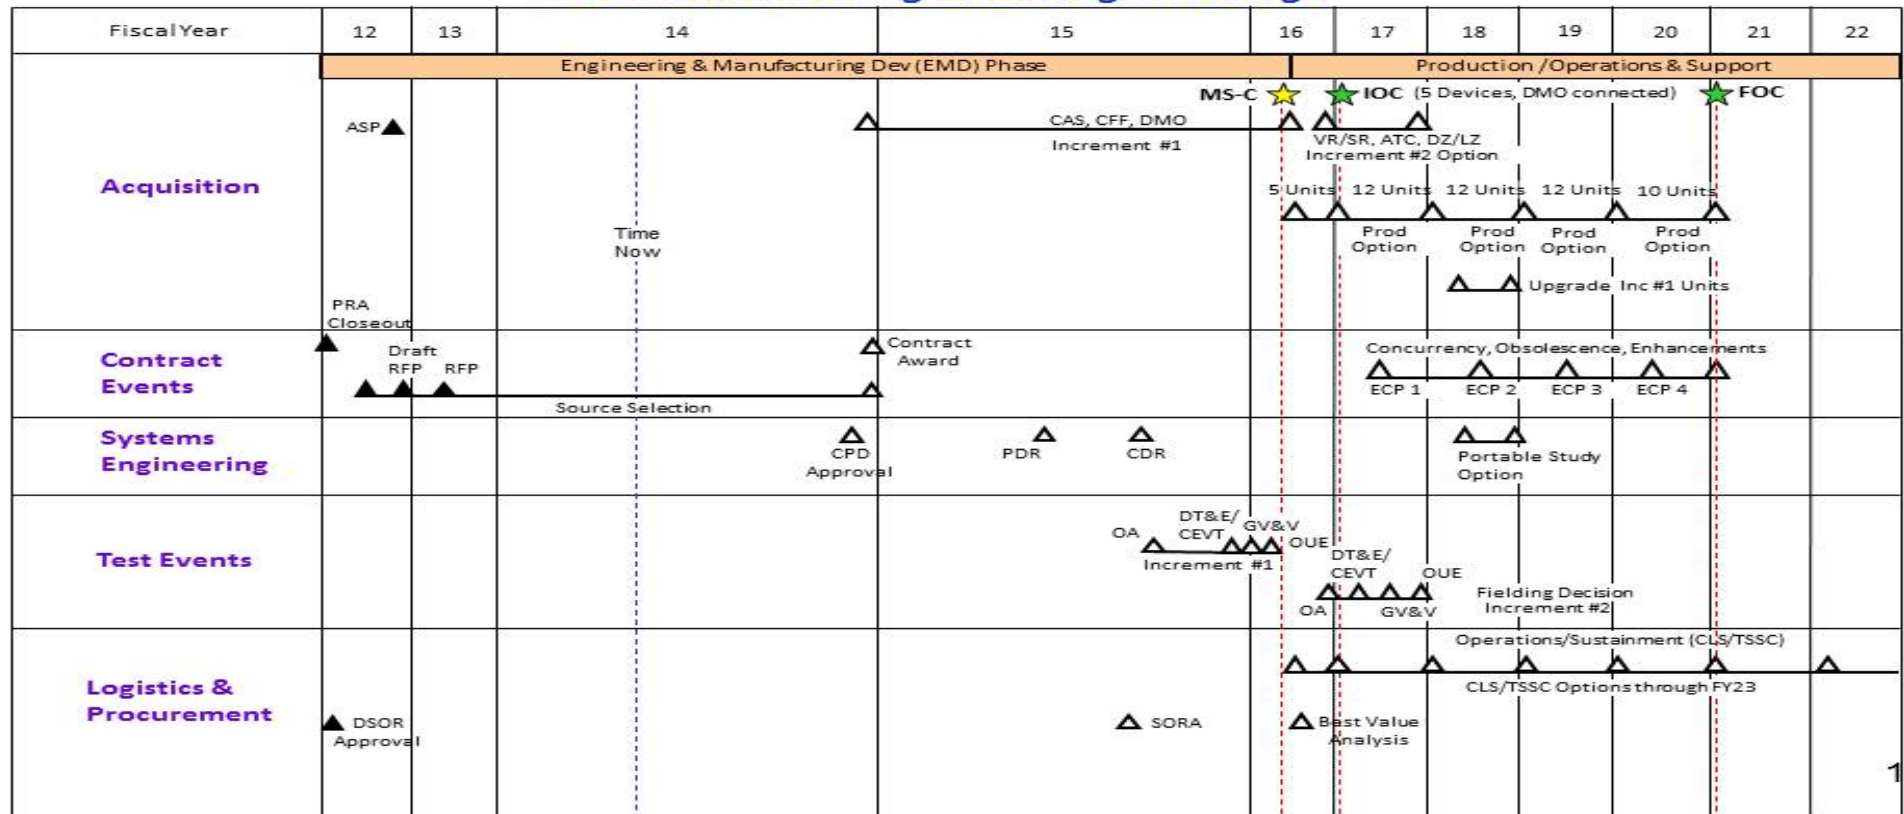 Fiscal Year 12 13 14 15 16 17 18 19 20 21 22
Engineering & Manufacturing Dev (EMD) Phase Production /Operations & Support
MS-C IOC (5 Devices, DMO connected) FOC
Acquisition
ASP
CAS, CFF, DMO
Increment #1
VR/SR, ATC, DZ/LZ
Increment #2 Option
5 Units 12 Units 12 Units 12 Units 10 Units
Prod Prod Prod Prod
Option Option Option Option
Time
Now
Upgrade Inc #1 Units
PRA
Closeout
Contract
Events
Draft
RFP RFP
Source Selection
Contract
Award
Concurrency, Obsolescence, Enhancements
ECP 1 ECP 2 ECP 3 ECP 4
Systems
Engineering
CPD
Approval
PDR CDR
Portable Study
Option
Test Events
OA
DT&E/
CEVT
GV&V
OUE
Increment #1
DT&E/
CEVT
OUE
OA GV&V
Fielding Decision
Increment #2
Logistics &
Procurement
Operations/Sustainment (CLS/TSSC)
CLS/TSSC Options through FY23
DSOR
Approval
SORA
Best Value
Analysis
1